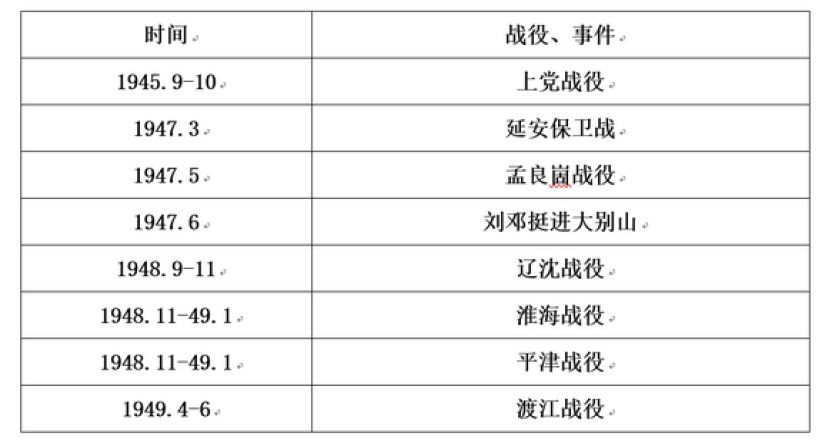 时间 战役、事件
1945.9-10 上党战役
1947.3 延安保卫战
1947.5 孟良崮战役
1947.6 刘邓挺进大别山
1948.9-11 辽沈战役
1948.11-49.1 淮海战役
1948.11-49.1 平津战役
1949.4-6 渡江战役